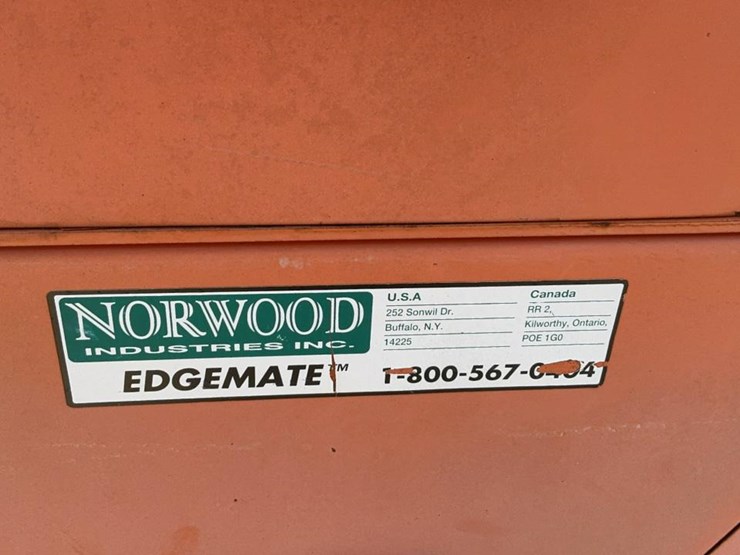 NORWOOD
INDUSTRIES INC.
EDGEMATE™
U.S.A
252 Sonwil Dr.
Buffalo, N.Y.
14225
Canada
RR 2,
Kilworthy, Ontario,
POE 1G0
1-800-567-0404